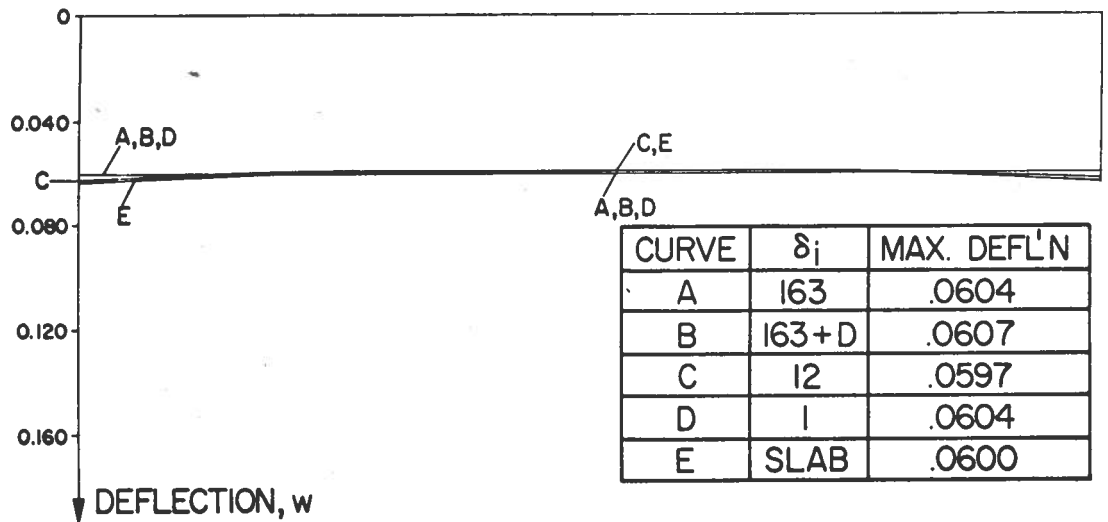 0
0.040
A,B,D
C,E
C
E
A,B,D
0.080
0.120
0.160
DEFLECTION, w
CURVE δi MAX. DEFL'N
A 163 .0604
B 163+D .0607
C 12 .0597
D 1 .0604
E SLAB .0600